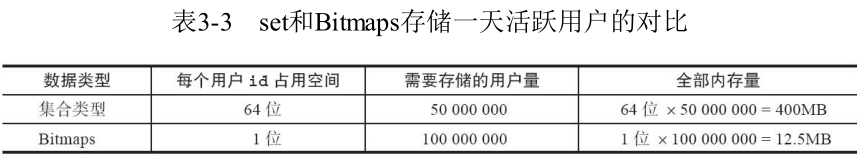 表3-3 set和Bitmaps存储一天活跃用户的对比
数据类型 每个用户 id 占用空间 需要存储的用户量 全部内存量
集合类型 64 位 50 000 000 64 位 × 50 000 000 = 400MB
Bitmaps 1 位 100 000 000 1 位 × 100 000 000 = 12.5MB